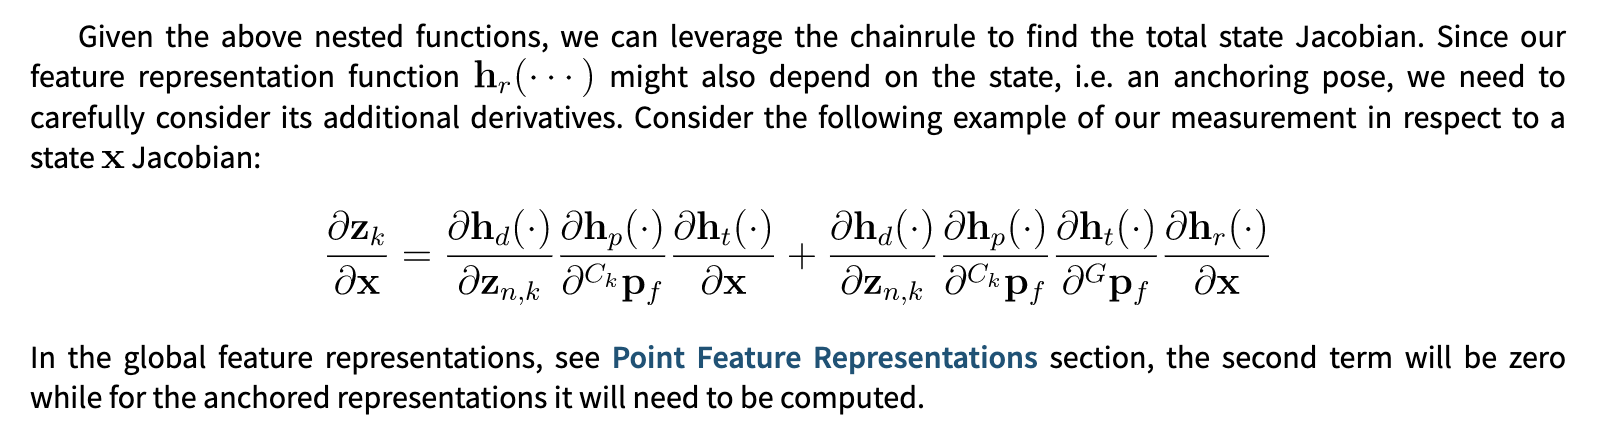 Given the above nested functions, we can leverage the chainrule to find the total state Jacobian. Since our
feature representation function $\mathbf{h}_r(\cdots)$ might also depend on the state, i.e. an anchoring pose, we need to
carefully consider its additional derivatives. Consider the following example of our measurement in respect to a
state $\mathbf{x}$ Jacobian:
$\frac{\partial \mathbf{z}_k}{\partial \mathbf{x}} = \frac{\partial \mathbf{h}_d(\cdot)}{\partial \mathbf{z}_{n,k}} \frac{\partial \mathbf{h}_p(\cdot)}{\partial {}^{C_k}\mathbf{p}_f} \frac{\partial \mathbf{h}_t(\cdot)}{\partial \mathbf{x}} + \frac{\partial \mathbf{h}_d(\cdot)}{\partial \mathbf{z}_{n,k}} \frac{\partial \mathbf{h}_p(\cdot)}{\partial {}^{C_k}\mathbf{p}_f} \frac{\partial \mathbf{h}_t(\cdot)}{\partial {}^{G}\mathbf{p}_f} \frac{\partial \mathbf{h}_r(\cdot)}{\partial \mathbf{x}}$
In the global feature representations, see Point Feature Representations section, the second term will be zero
while for the anchored representations it will need to be computed.